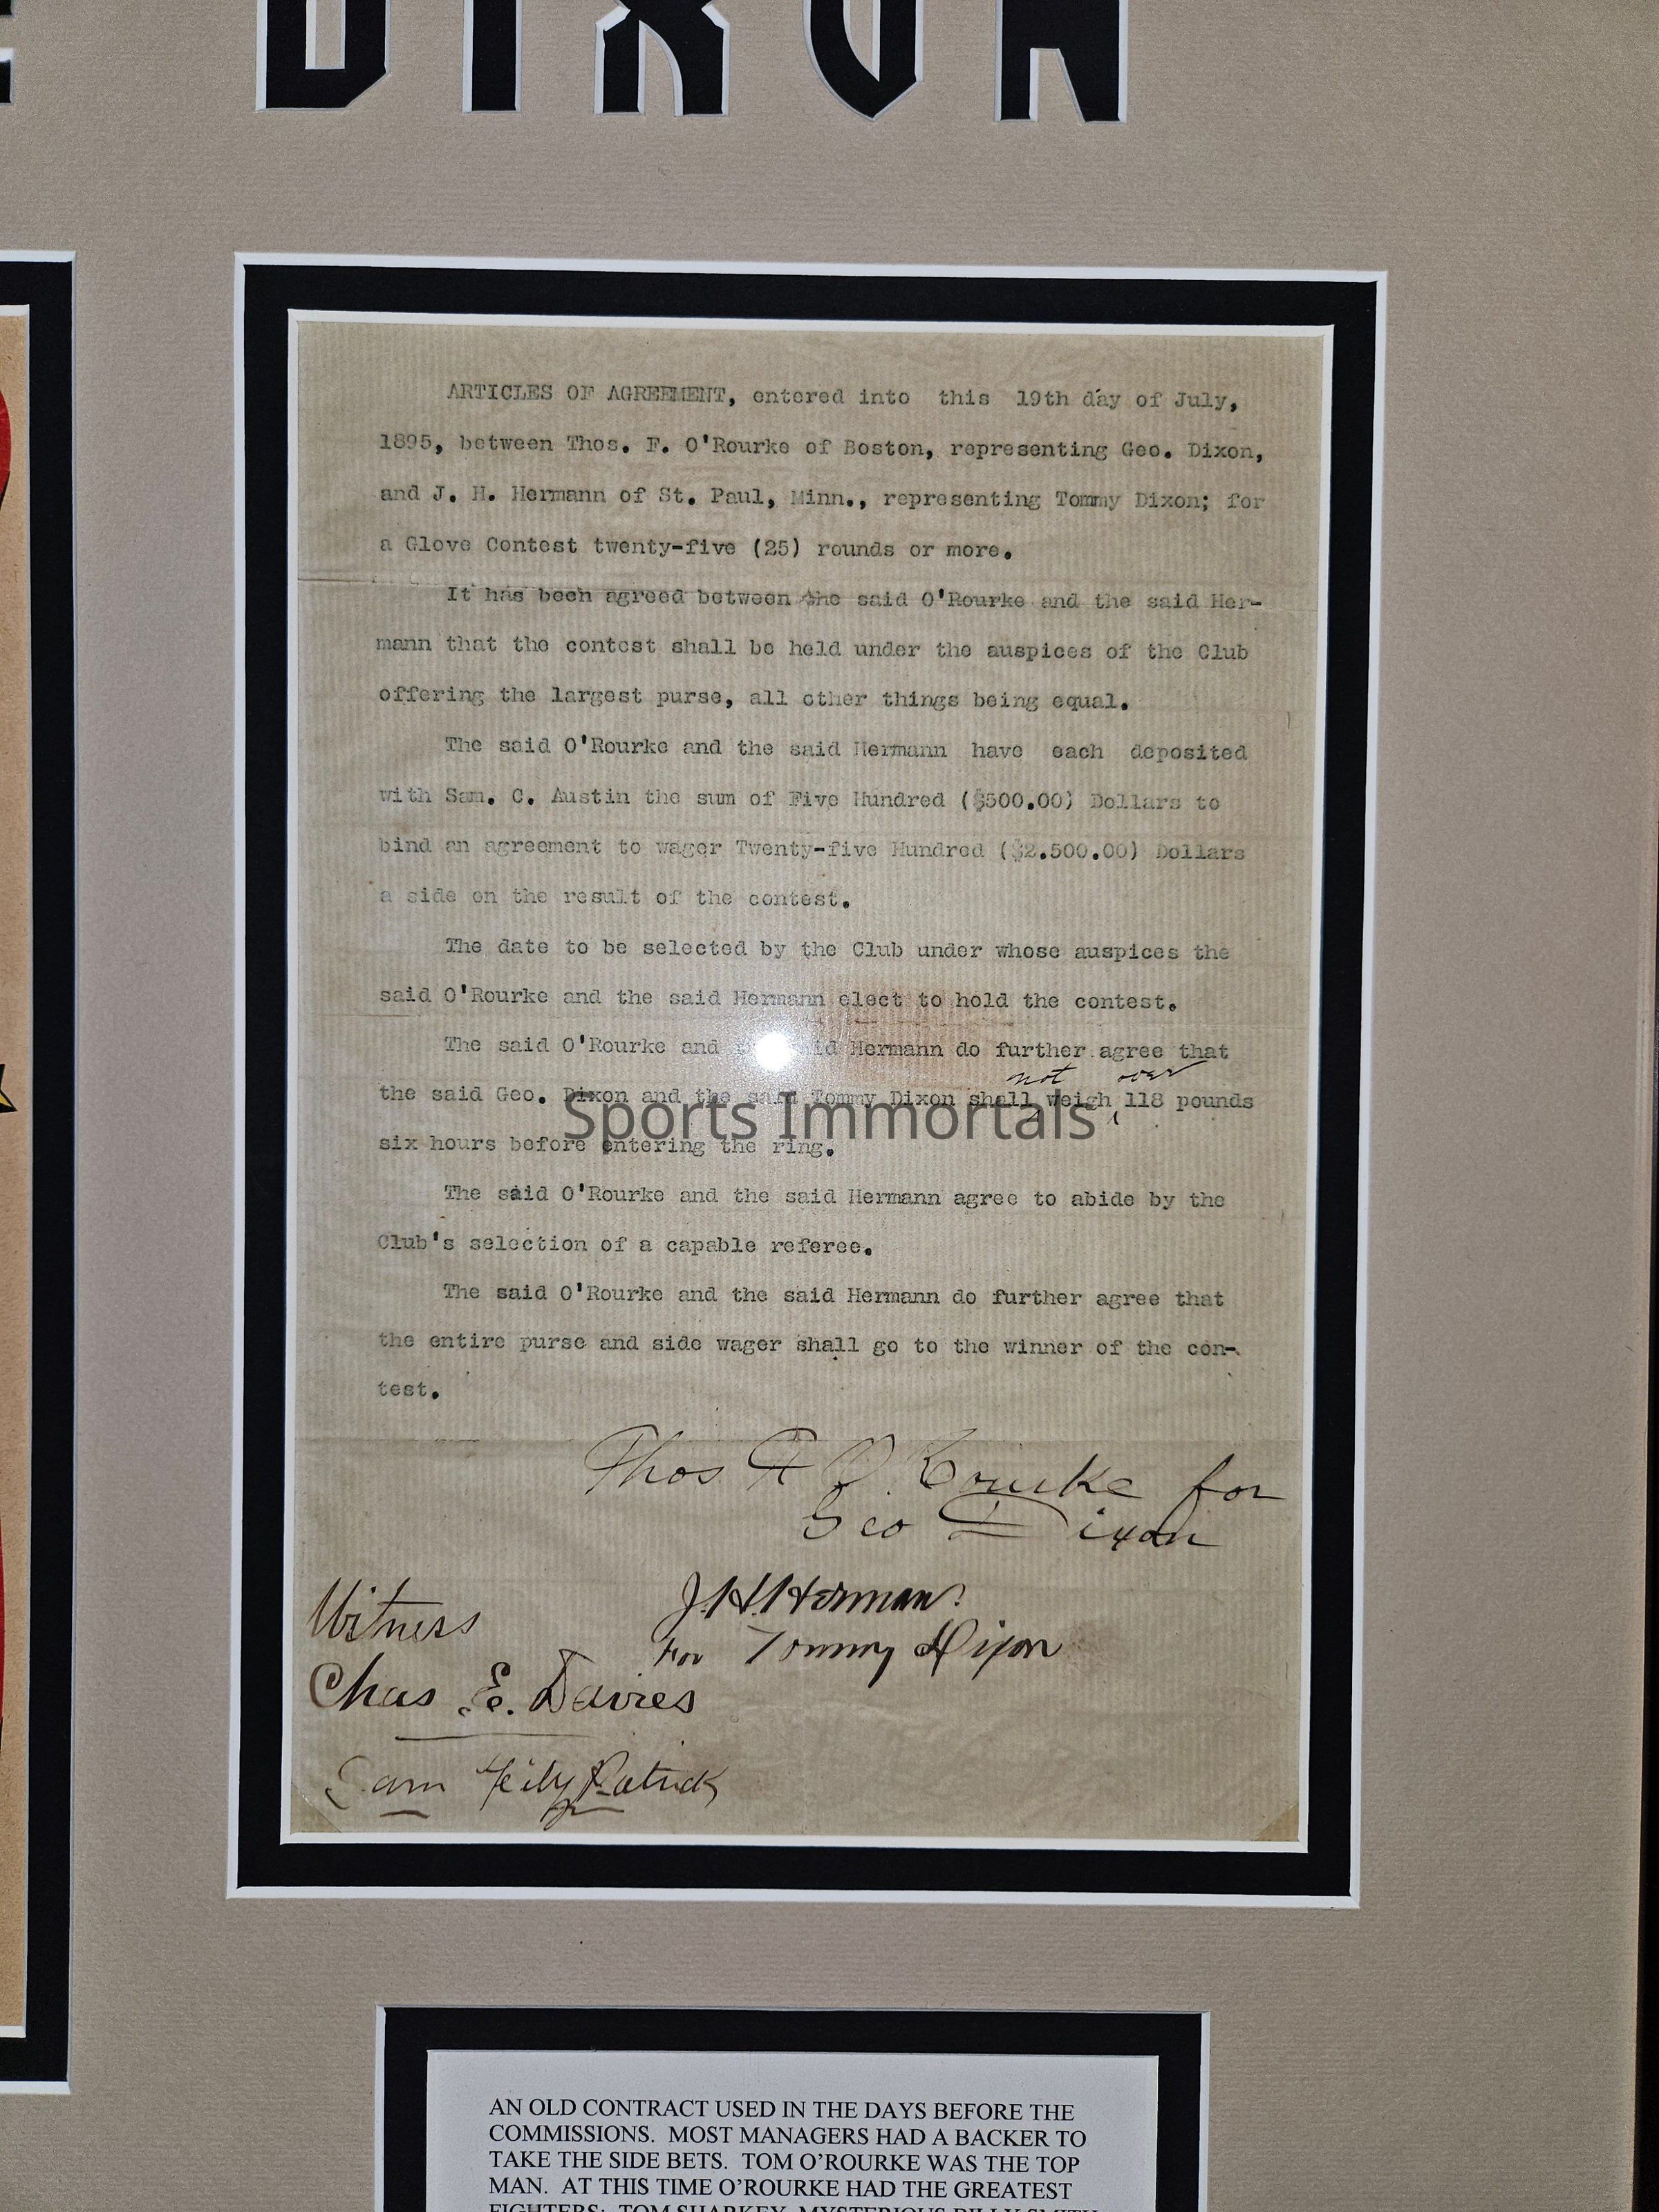 DIXON
ARTICLES OF AGREEMENT, entered into this 19th day of July,
1895, between Thos. F. O'Rourke of Boston, representing Geo. Dixon,
and J. H. Hermann of St. Paul, Minn., representing Tommy Dixon; for
a Glove Contest twenty-five (25) rounds or more.
It has been agreed between the said O'Rourke and the said Her-
mann that the contest shall be held under the auspices of the Club
offering the largest purse, all other things being equal.
The said O'Rourke and the said Hermann have each deposited
with Sam. C. Austin the sum of Five Hundred ($500.00) Dollars to
bind an agreement to wager Twenty-five Hundred ($2.500.00) Dollars
a side on the result of the contest.
The date to be selected by the Club under whose auspices the
said O'Rourke and the said Hermann elect to hold the contest.
The said O'Rourke and Hermann do further agree that
not over
the said Geo. Dixon and the said Tommy Dixon shall weigh 118 pounds
Sports Immortals
six hours before entering the ring.
The said O'Rourke and the said Hermann agree to abide by the
Club's selection of a capable referee.
The said O'Rourke and the said Hermann do further agree that
the entire purse and side wager shall go to the winner of the con-
test.
Thos F O'Rourke for
Geo Dixon
J.H.Herman
For Tommy Dixon
Witness
Chas E. Davies
Sam FitzPatrick
AN OLD CONTRACT USED IN THE DAYS BEFORE THE
COMMISSIONS. MOST MANAGERS HAD A BACKER TO
TAKE THE SIDE BETS. TOM O'ROURKE WAS THE TOP
MAN. AT THIS TIME O'ROURKE HAD THE GREATEST
FIGHTERS: TOM SHARKEY, MYSTERIOUS BILLY SMITH